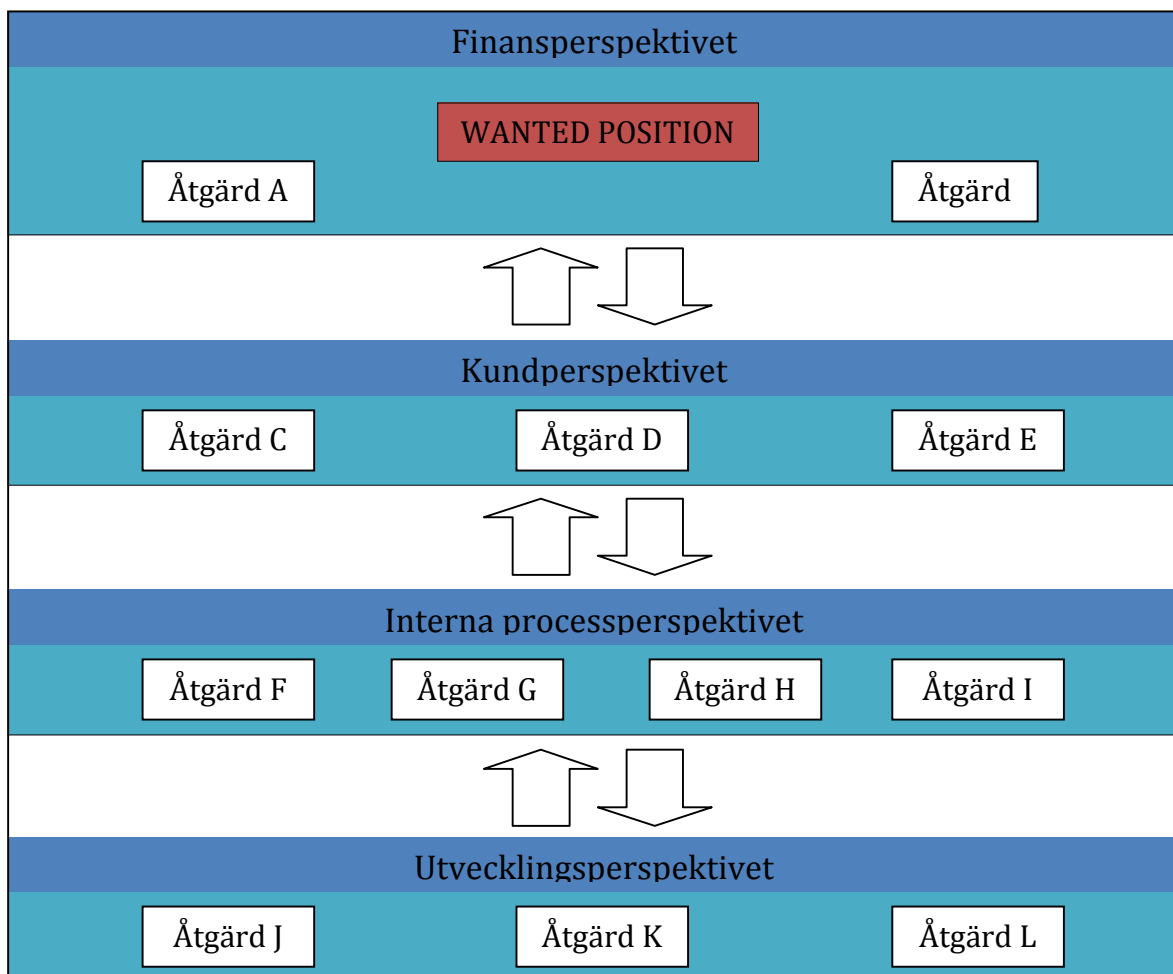 Finansperspektivet
WANTED POSITION
Åtgärd A
Åtgärd
Kundperspektivet
Åtgärd C
Åtgärd D
Åtgärd E
Interna processperspektivet
Åtgärd F
Åtgärd G
Åtgärd H
Åtgärd I
Utvecklingsperspektivet
Åtgärd J
Åtgärd K
Åtgärd L